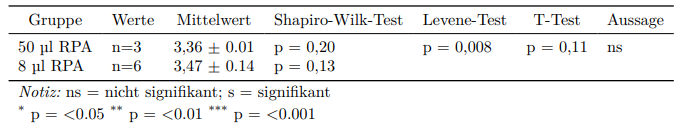 Gruppe Werte Mittelwert Shapiro-Wilk-Test Levene-Test T-Test Aussage
50 µl RPA n=3 3,36 ± 0.01 p = 0,20 p = 0,008 p = 0,11 ns
8 µl RPA n=6 3,47 ± 0.14 p = 0,13
Notiz: ns = nicht signifikant; s = signifikant
* p = <0.05 ** p = <0.01 *** p = <0.001